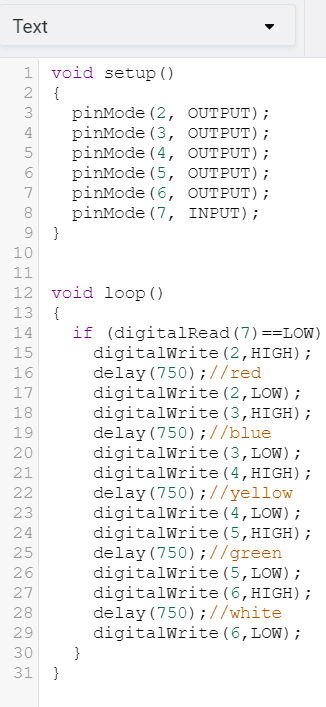 Text
1 void setup()
2 {
3 pinMode(2, OUTPUT);
4 pinMode(3, OUTPUT);
5 pinMode(4, OUTPUT);
6 pinMode(5, OUTPUT);
7 pinMode(6, OUTPUT);
8 pinMode(7, INPUT);
9 }
10
11
12 void loop()
13 {
14 if (digitalRead(7)==LOW)
15 digitalWrite(2,HIGH);
16 delay(750);//red
17 digitalWrite(2,LOW);
18 digitalWrite(3,HIGH);
19 delay(750);//blue
20 digitalWrite(3,LOW);
21 digitalWrite(4,HIGH);
22 delay(750);//yellow
23 digitalWrite(4,LOW);
24 digitalWrite(5,HIGH);
25 delay(750);//green
26 digitalWrite(5,LOW);
27 digitalWrite(6,HIGH);
28 delay(750);//white
29 digitalWrite(6,LOW);
30 }
31 }